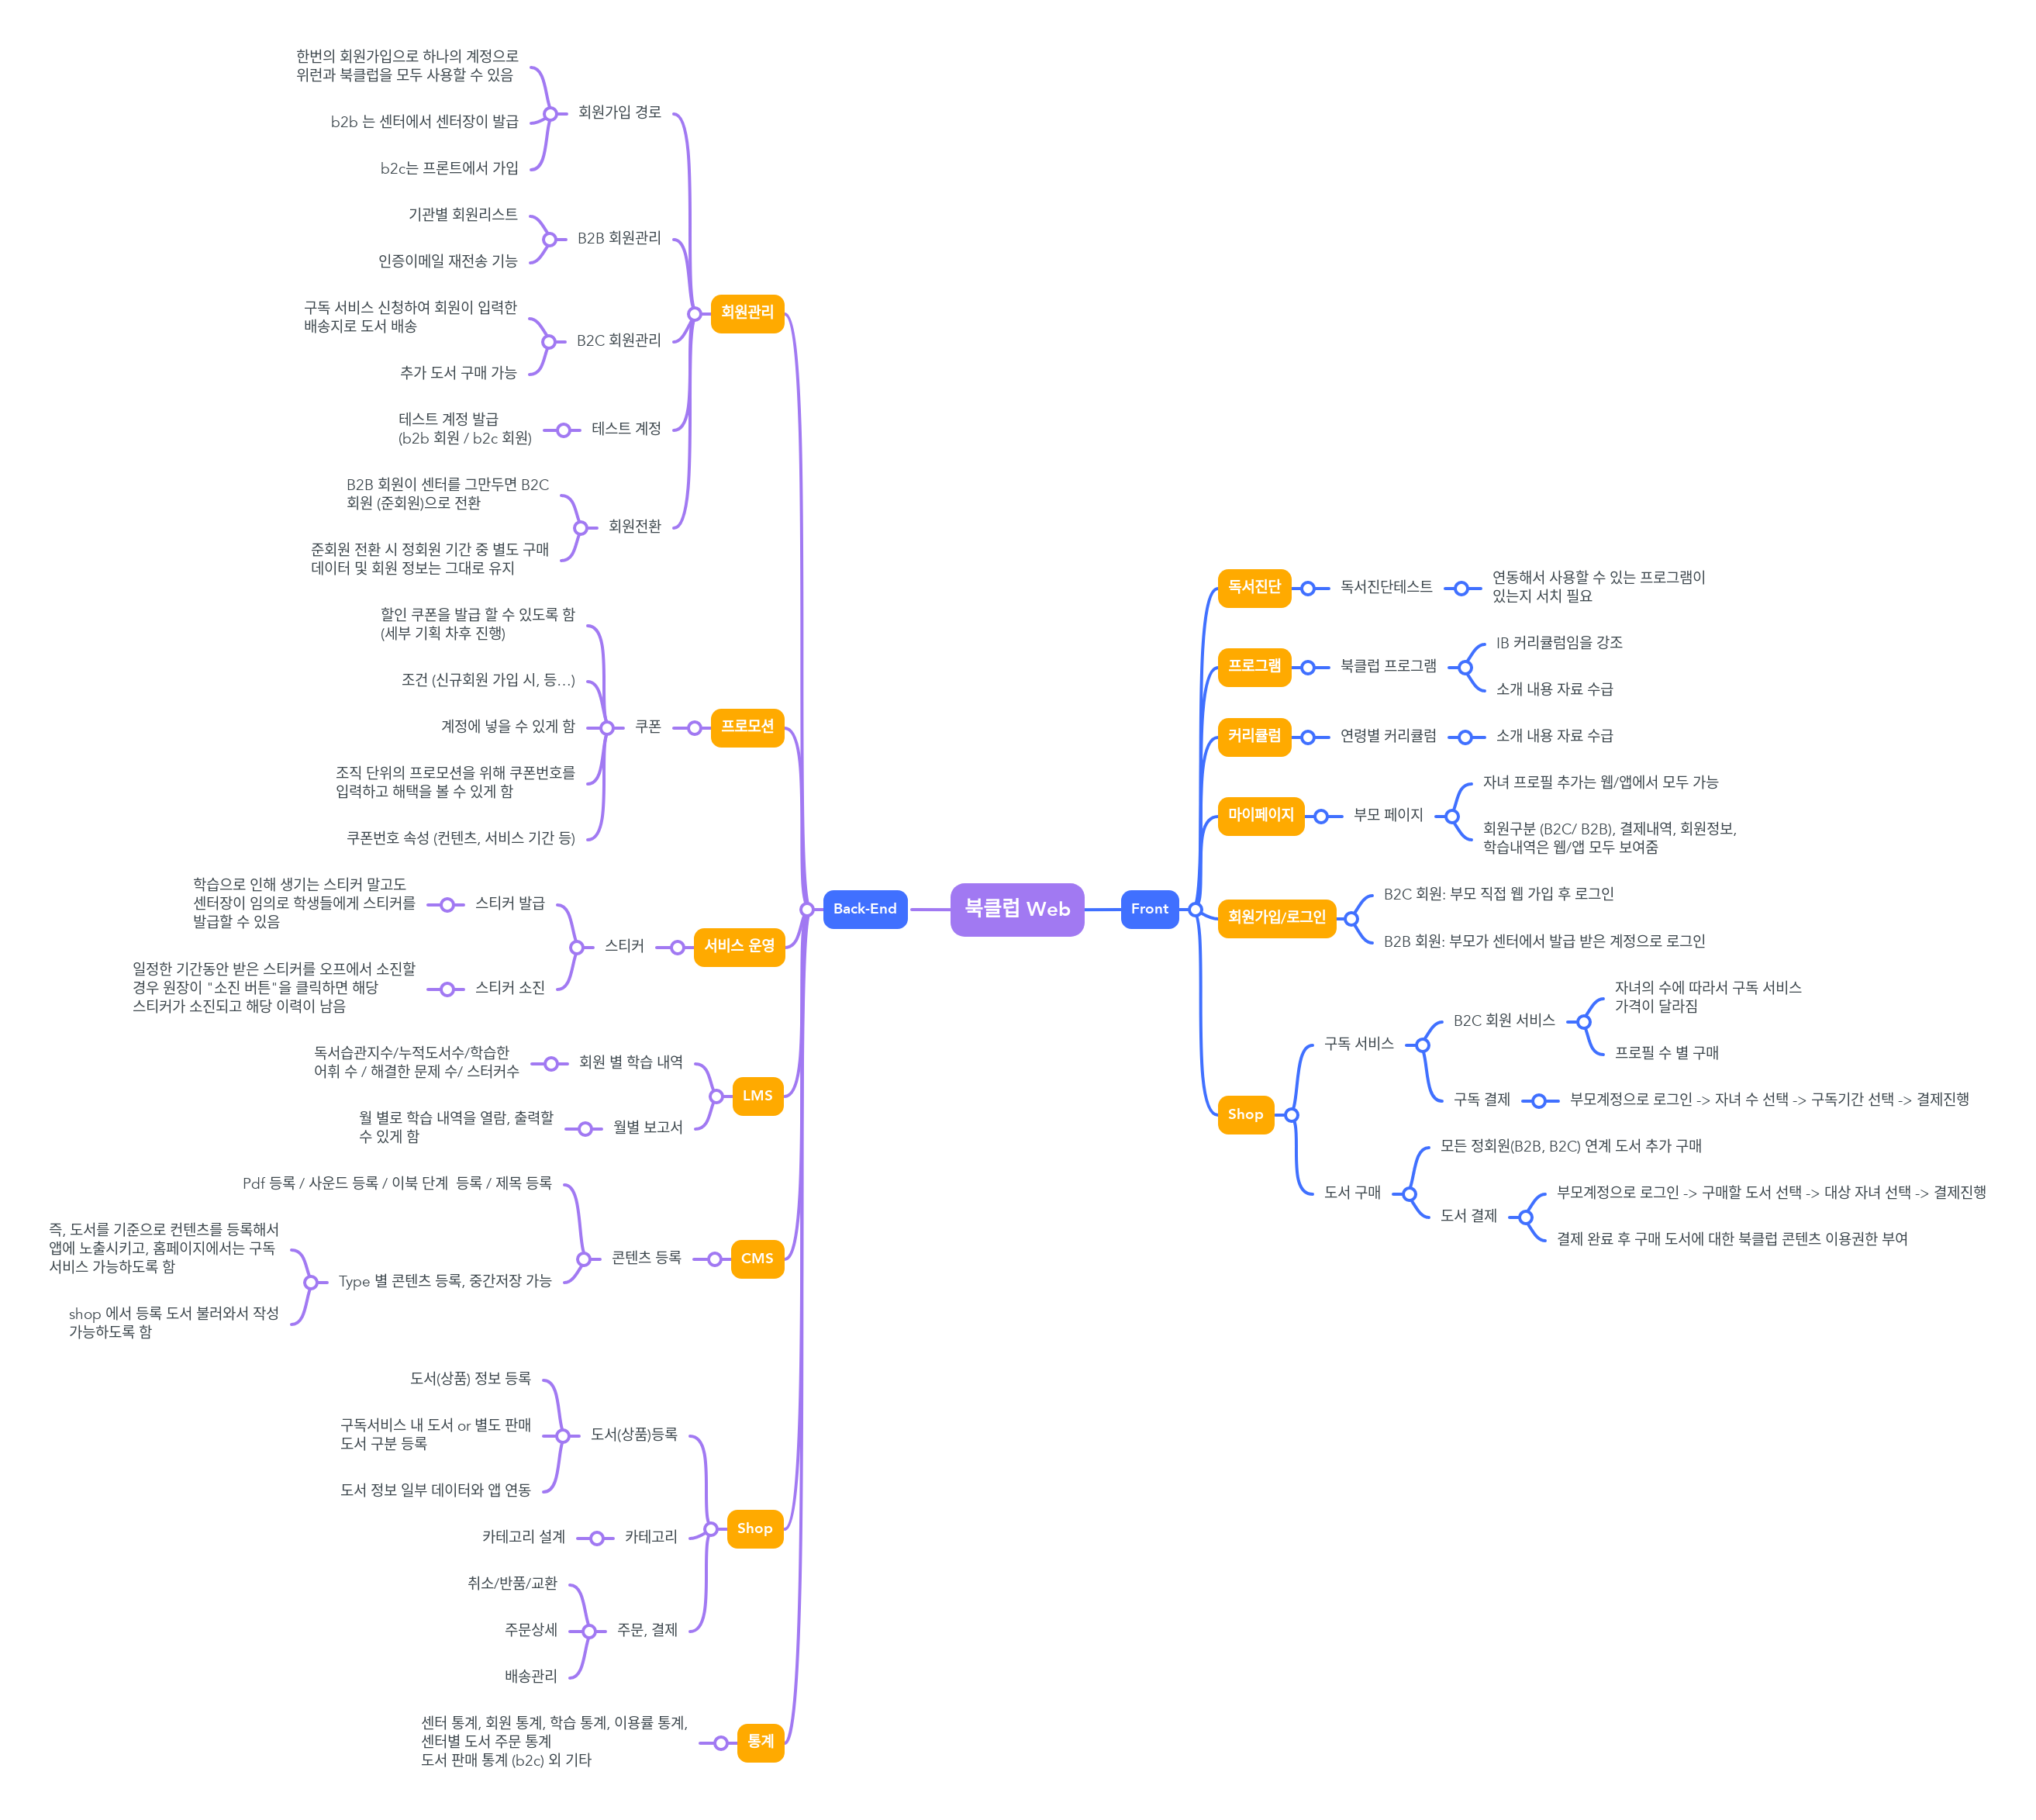 북클럽 Web
Back-End
회원관리
회원가입 경로
한번의 회원가입으로 하나의 계정으로
위런과 북클럽을 모두 사용할 수 있음
b2b 는 센터에서 센터장이 발급
b2c는 프론트에서 가입
B2B 회원관리
기관별 회원리스트
인증이메일 재전송 기능
B2C 회원관리
구독 서비스 신청하여 회원이 입력한
배송지로 도서 배송
추가 도서 구매 가능
테스트 계정
테스트 계정 발급
(b2b 회원 / b2c 회원)
회원전환
B2B 회원이 센터를 그만두면 B2C
회원 (준회원)으로 전환
준회원 전환 시 정회원 기간 중 별도 구매
데이터 및 회원 정보는 그대로 유지
프로모션
쿠폰
할인 쿠폰을 발급 할 수 있도록 함
(세부 기획 차후 진행)
조건 (신규회원 가입 시, 등...)
계정에 넣을 수 있게 함
조직 단위의 프로모션을 위해 쿠폰번호를
입력하고 해택을 볼 수 있게 함
쿠폰번호 속성 (컨텐츠, 서비스 기간 등)
서비스 운영
스티커
스티커 발급
학습으로 인해 생기는 스티커 말고도
센터장이 임의로 학생들에게 스티커를
발급할 수 있음
스티커 소진
일정한 기간동안 받은 스티커를 오프에서 소진할
경우 원장이 "소진 버튼"을 클릭하면 해당
스티커가 소진되고 해당 이력이 남음
LMS
회원 별 학습 내역
독서습관지수/누적도서수/학습한
어휘 수 / 해결한 문제 수/ 스터커수
월별 보고서
월 별로 학습 내역을 열람, 출력할
수 있게 함
CMS
콘텐츠 등록
Pdf 등록 / 사운드 등록 / 이북 단계  등록 / 제목 등록
Type 별 콘텐츠 등록, 중간저장 가능
즉, 도서를 기준으로 컨텐츠를 등록해서
앱에 노출시키고, 홈페이지에서는 구독
서비스 가능하도록 함
shop 에서 등록 도서 불러와서 작성
가능하도록 함
Shop
도서(상품)등록
도서(상품) 정보 등록
구독서비스 내 도서 or 별도 판매
도서 구분 등록
도서 정보 일부 데이터와 앱 연동
카테고리
카테고리 설계
주문, 결제
취소/반품/교환
주문상세
배송관리
통계
센터 통계, 회원 통계, 학습 통계, 이용률 통계,
센터별 도서 주문 통계
도서 판매 통계 (b2c) 외 기타
Front
독서진단
독서진단테스트
연동해서 사용할 수 있는 프로그램이
있는지 서치 필요
프로그램
북클럽 프로그램
IB 커리큘럼임을 강조
소개 내용 자료 수급
커리큘럼
연령별 커리큘럼
소개 내용 자료 수급
마이페이지
부모 페이지
자녀 프로필 추가는 웹/앱에서 모두 가능
회원구분 (B2C/ B2B), 결제내역, 회원정보,
학습내역은 웹/앱 모두 보여줌
회원가입/로그인
B2C 회원: 부모 직접 웹 가입 후 로그인
B2B 회원: 부모가 센터에서 발급 받은 계정으로 로그인
Shop
구독 서비스
B2C 회원 서비스
자녀의 수에 따라서 구독 서비스
가격이 달라짐
프로필 수 별 구매
구독 결제
부모계정으로 로그인 -> 자녀 수 선택 -> 구독기간 선택 -> 결제진행
도서 구매
모든 정회원(B2B, B2C) 연계 도서 추가 구매
도서 결제
부모계정으로 로그인 -> 구매할 도서 선택 -> 대상 자녀 선택 -> 결제진행
결제 완료 후 구매 도서에 대한 북클럽 콘텐츠 이용권한 부여